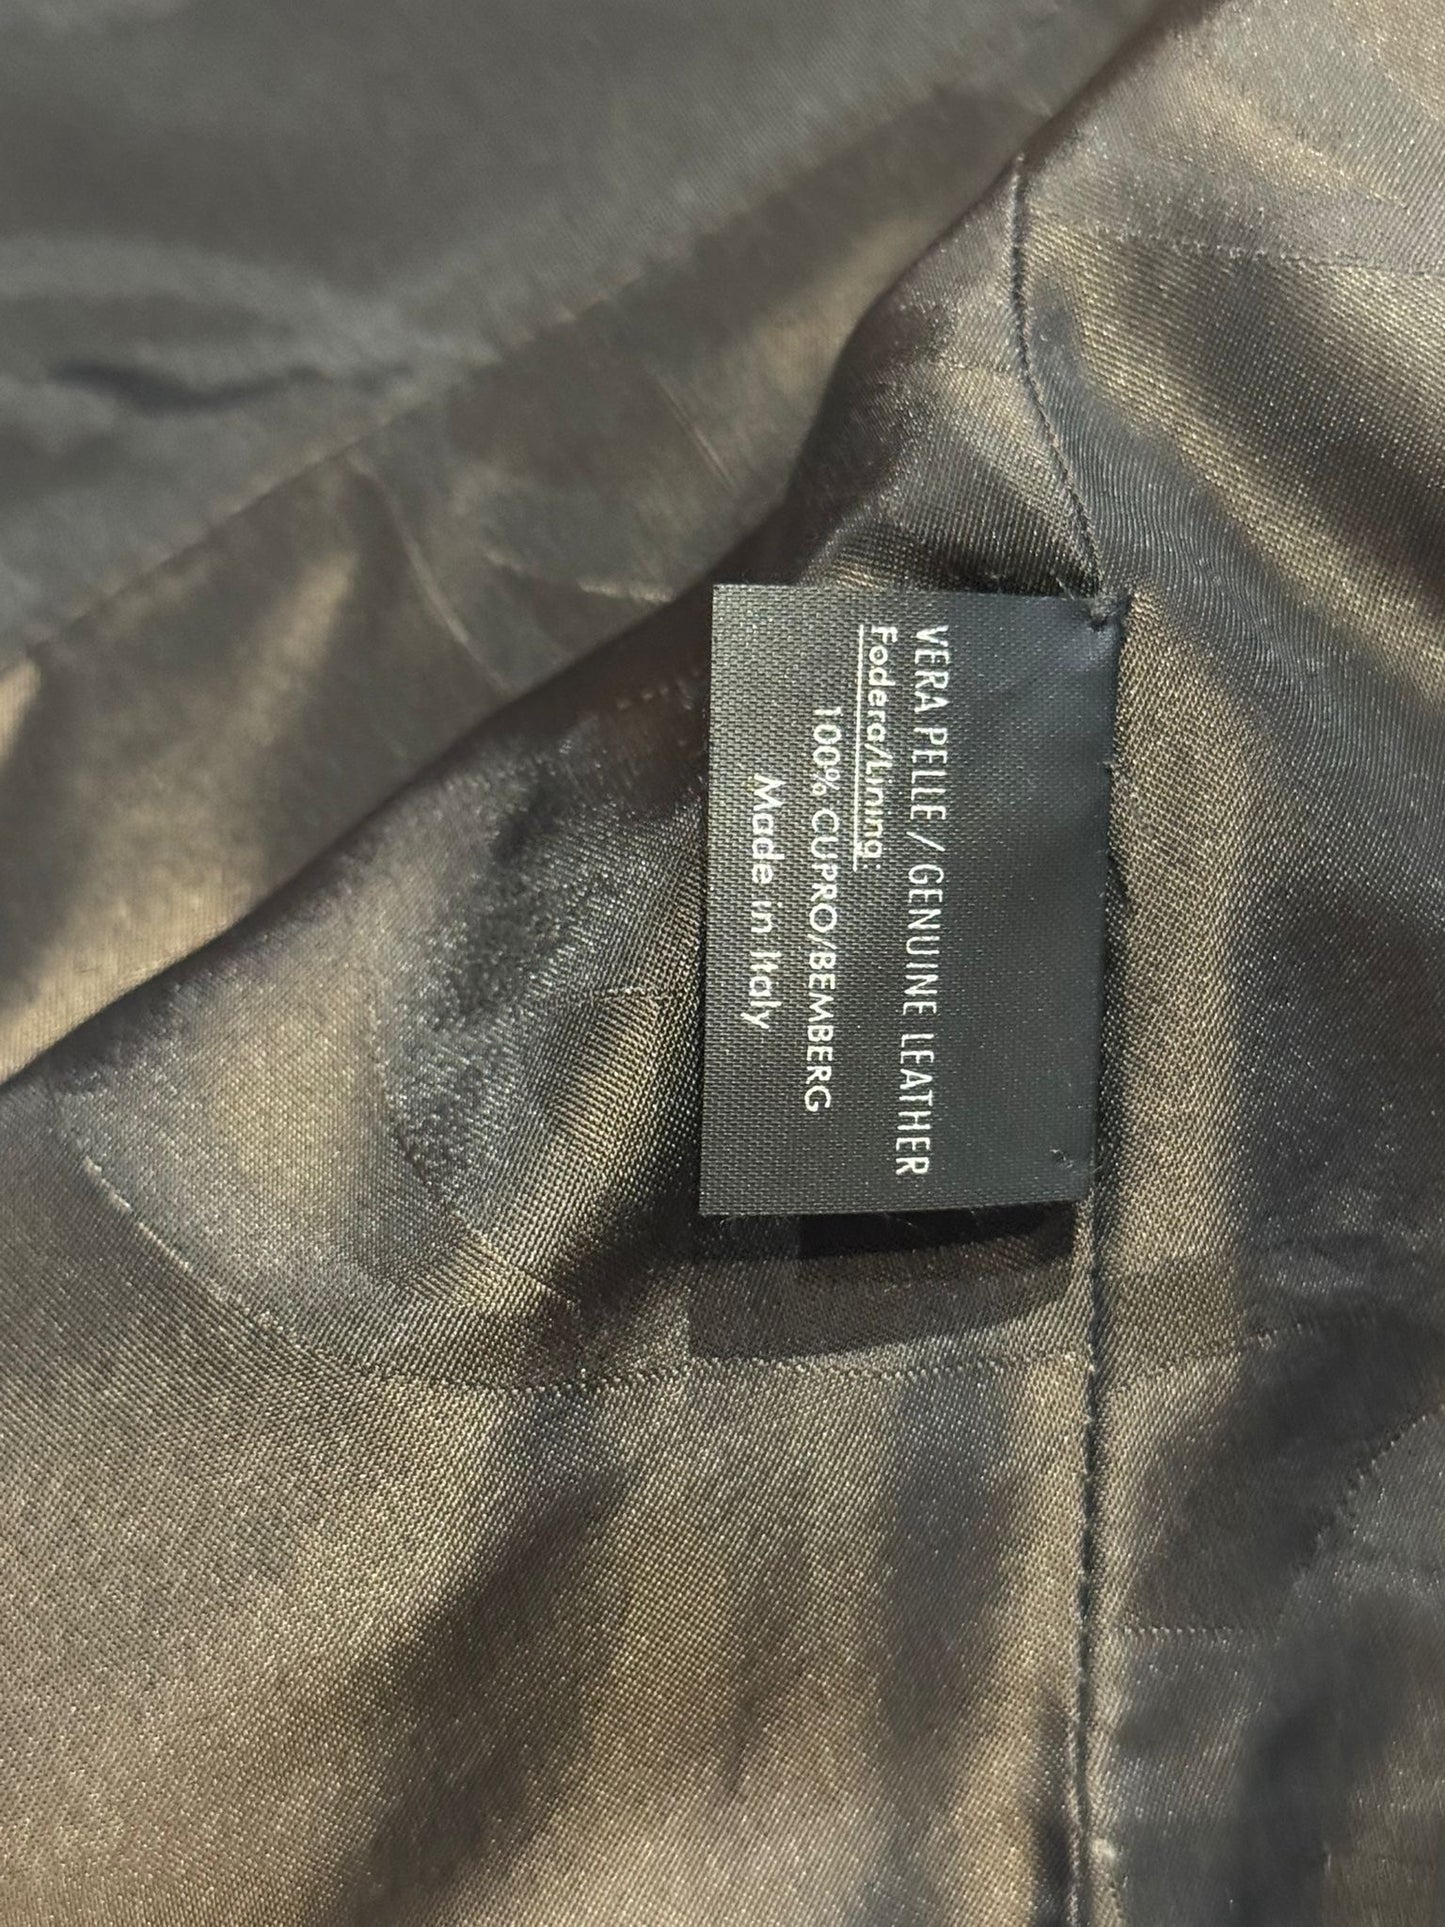 VERA PELLE / GENUINE LEATHER
Fodera/Lining
100% CUPRO/BEMBERG
Made in Italy